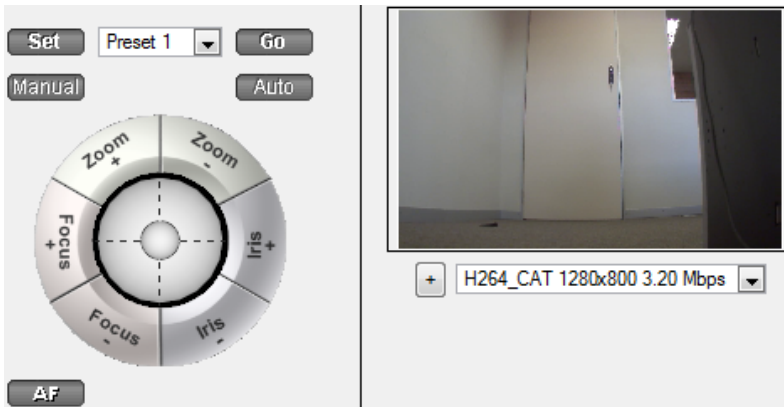 Set
Preset 1
Go
Manual
Auto
Zoom +
Zoom -
Focus +
Iris +
Focus -
Iris -
AF
+
H264_CAT 1280x800 3.20 Mbps